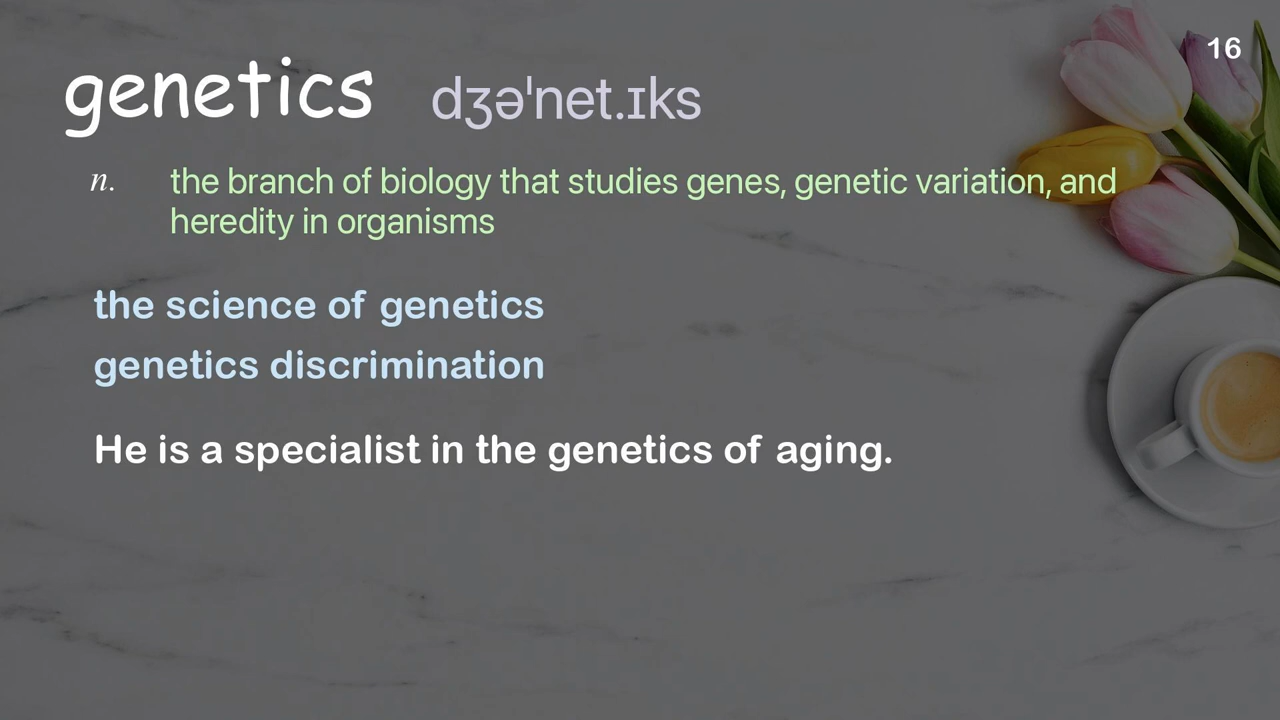 16
genetics dʒəˈnet.ɪks
n. the branch of biology that studies genes, genetic variation, and
heredity in organisms
the science of genetics
genetics discrimination
He is a specialist in the genetics of aging.